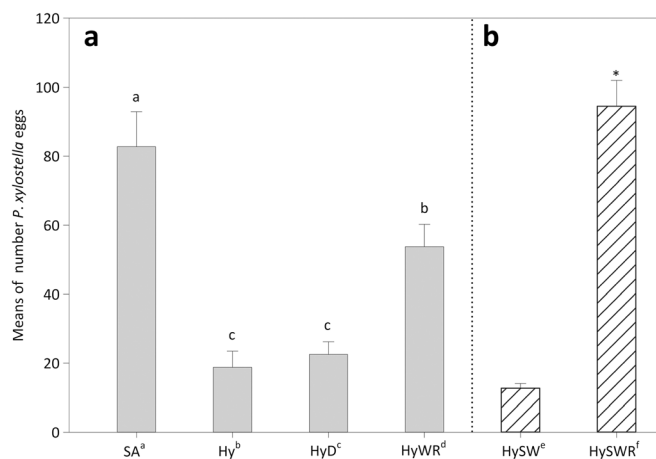 120
a
b
100
80
60
40
20
0
Means of number P. xylostella eggs
a
c
c
b
*
SAᵃ Hyᵇ HyDᶜ HyWRᵈ HySWᵉ HySWRᶠ